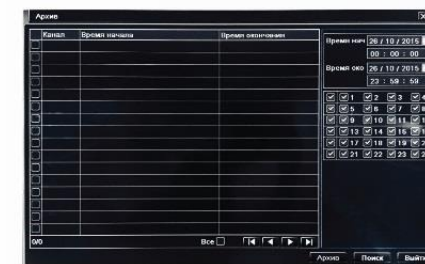 Архив
Канал Время начала Время окончания
Время нач 26 / 10 / 2015
00 : 00 : 00
Время око 26 / 10 / 2015
23 : 59 : 59
1 2 3 4
5 6 7 8
9 10 11
13 14 15
17 18 19
21 22 23
0/0 Все
Архив Поиск Выйти